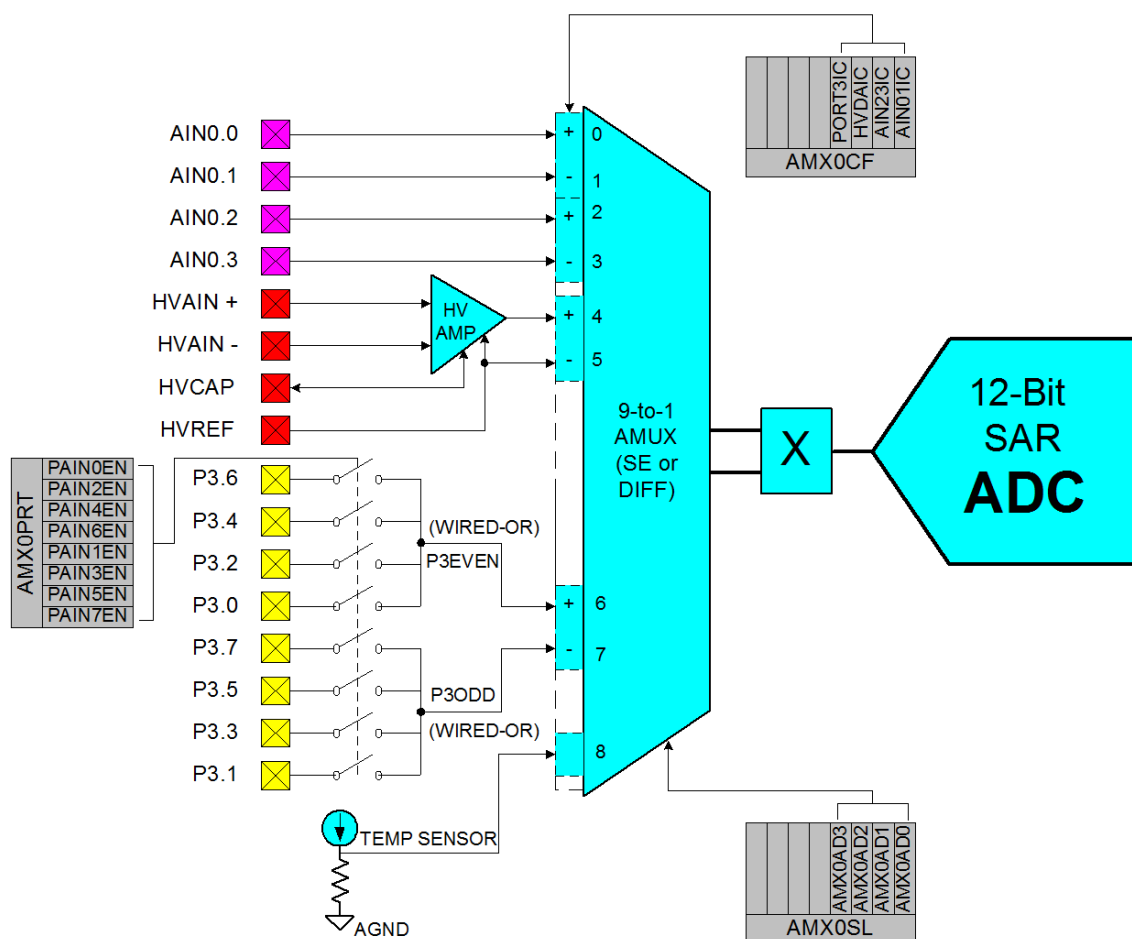 PORT3IC
HVDAIC
AIN23IC
AIN01IC
AMX0CF
AIN0.0
AIN0.1
AIN0.2
AIN0.3
HVAIN +
HVAIN -
HVCAP
HVREF
HV
AMP
+
-
+
-
+
-
+
-
0
1
2
3
4
5
6
7
8
9-to-1
AMUX
(SE or
DIFF)
X
12-Bit
SAR
ADC
AMX0PRT
PAIN0EN
PAIN2EN
PAIN4EN
PAIN6EN
PAIN1EN
PAIN3EN
PAIN5EN
PAIN7EN
P3.6
P3.4
P3.2
P3.0
P3.7
P3.5
P3.3
P3.1
(WIRED-OR)
P3EVEN
P3ODD
(WIRED-OR)
TEMP SENSOR
AGND
AMX0AD3
AMX0AD2
AMX0AD1
AMX0AD0
AMX0SL